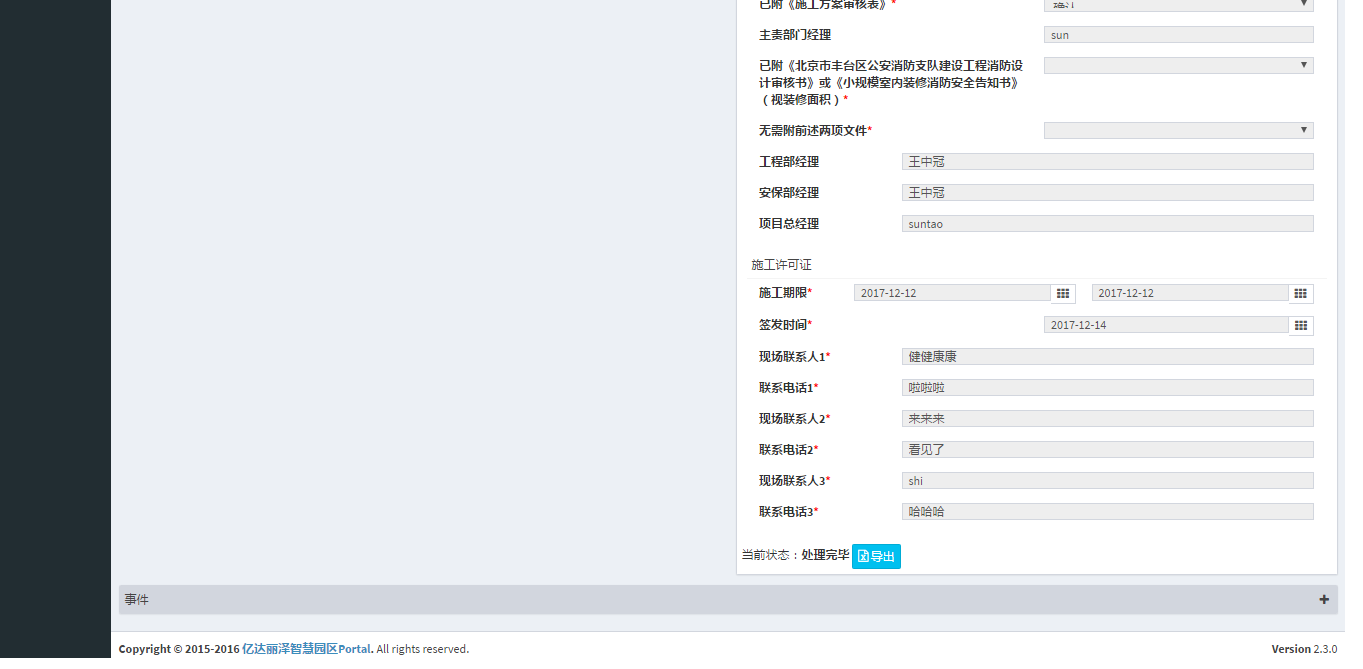 已附《施工方案审核表》* 确认
主责部门经理 sun
已附《北京市丰台区公安消防支队建设工程消防设
计审核书》或《小规模室内装修消防安全告知书》
（视装修面积）*
无需附前述两项文件*
工程部经理 王中冠
安保部经理 王中冠
项目总经理 suntao
施工许可证
施工期限* 2017-12-12 2017-12-12
签发时间* 2017-12-14
现场联系人1* 健健康康
联系电话1* 啦啦啦
现场联系人2* 来来来
联系电话2* 看见了
现场联系人3* shi
联系电话3* 哈哈哈
当前状态：处理完毕 导出
事件
Copyright © 2015-2016 亿达丽泽智慧园区Portal. All rights reserved. Version 2.3.0